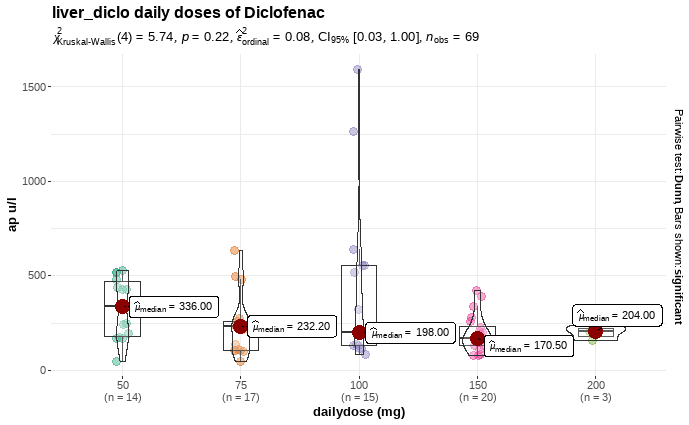 liver_diclo daily doses of Diclofenac
χ²Kruskal-Wallis(4) = 5.74, p = 0.22, ε̂²ordinal = 0.08, CI95% [0.03, 1.00], nobs = 69
1500
1000
500
0
ap u/l
μ̂median = 336.00
μ̂median = 232.20
μ̂median = 198.00
μ̂median = 170.50
μ̂median = 204.00
50
(n = 14)
75
(n = 17)
100
(n = 15)
150
(n = 20)
200
(n = 3)
dailydose (mg)
Pairwise test: Dunn, Bars shown: significant